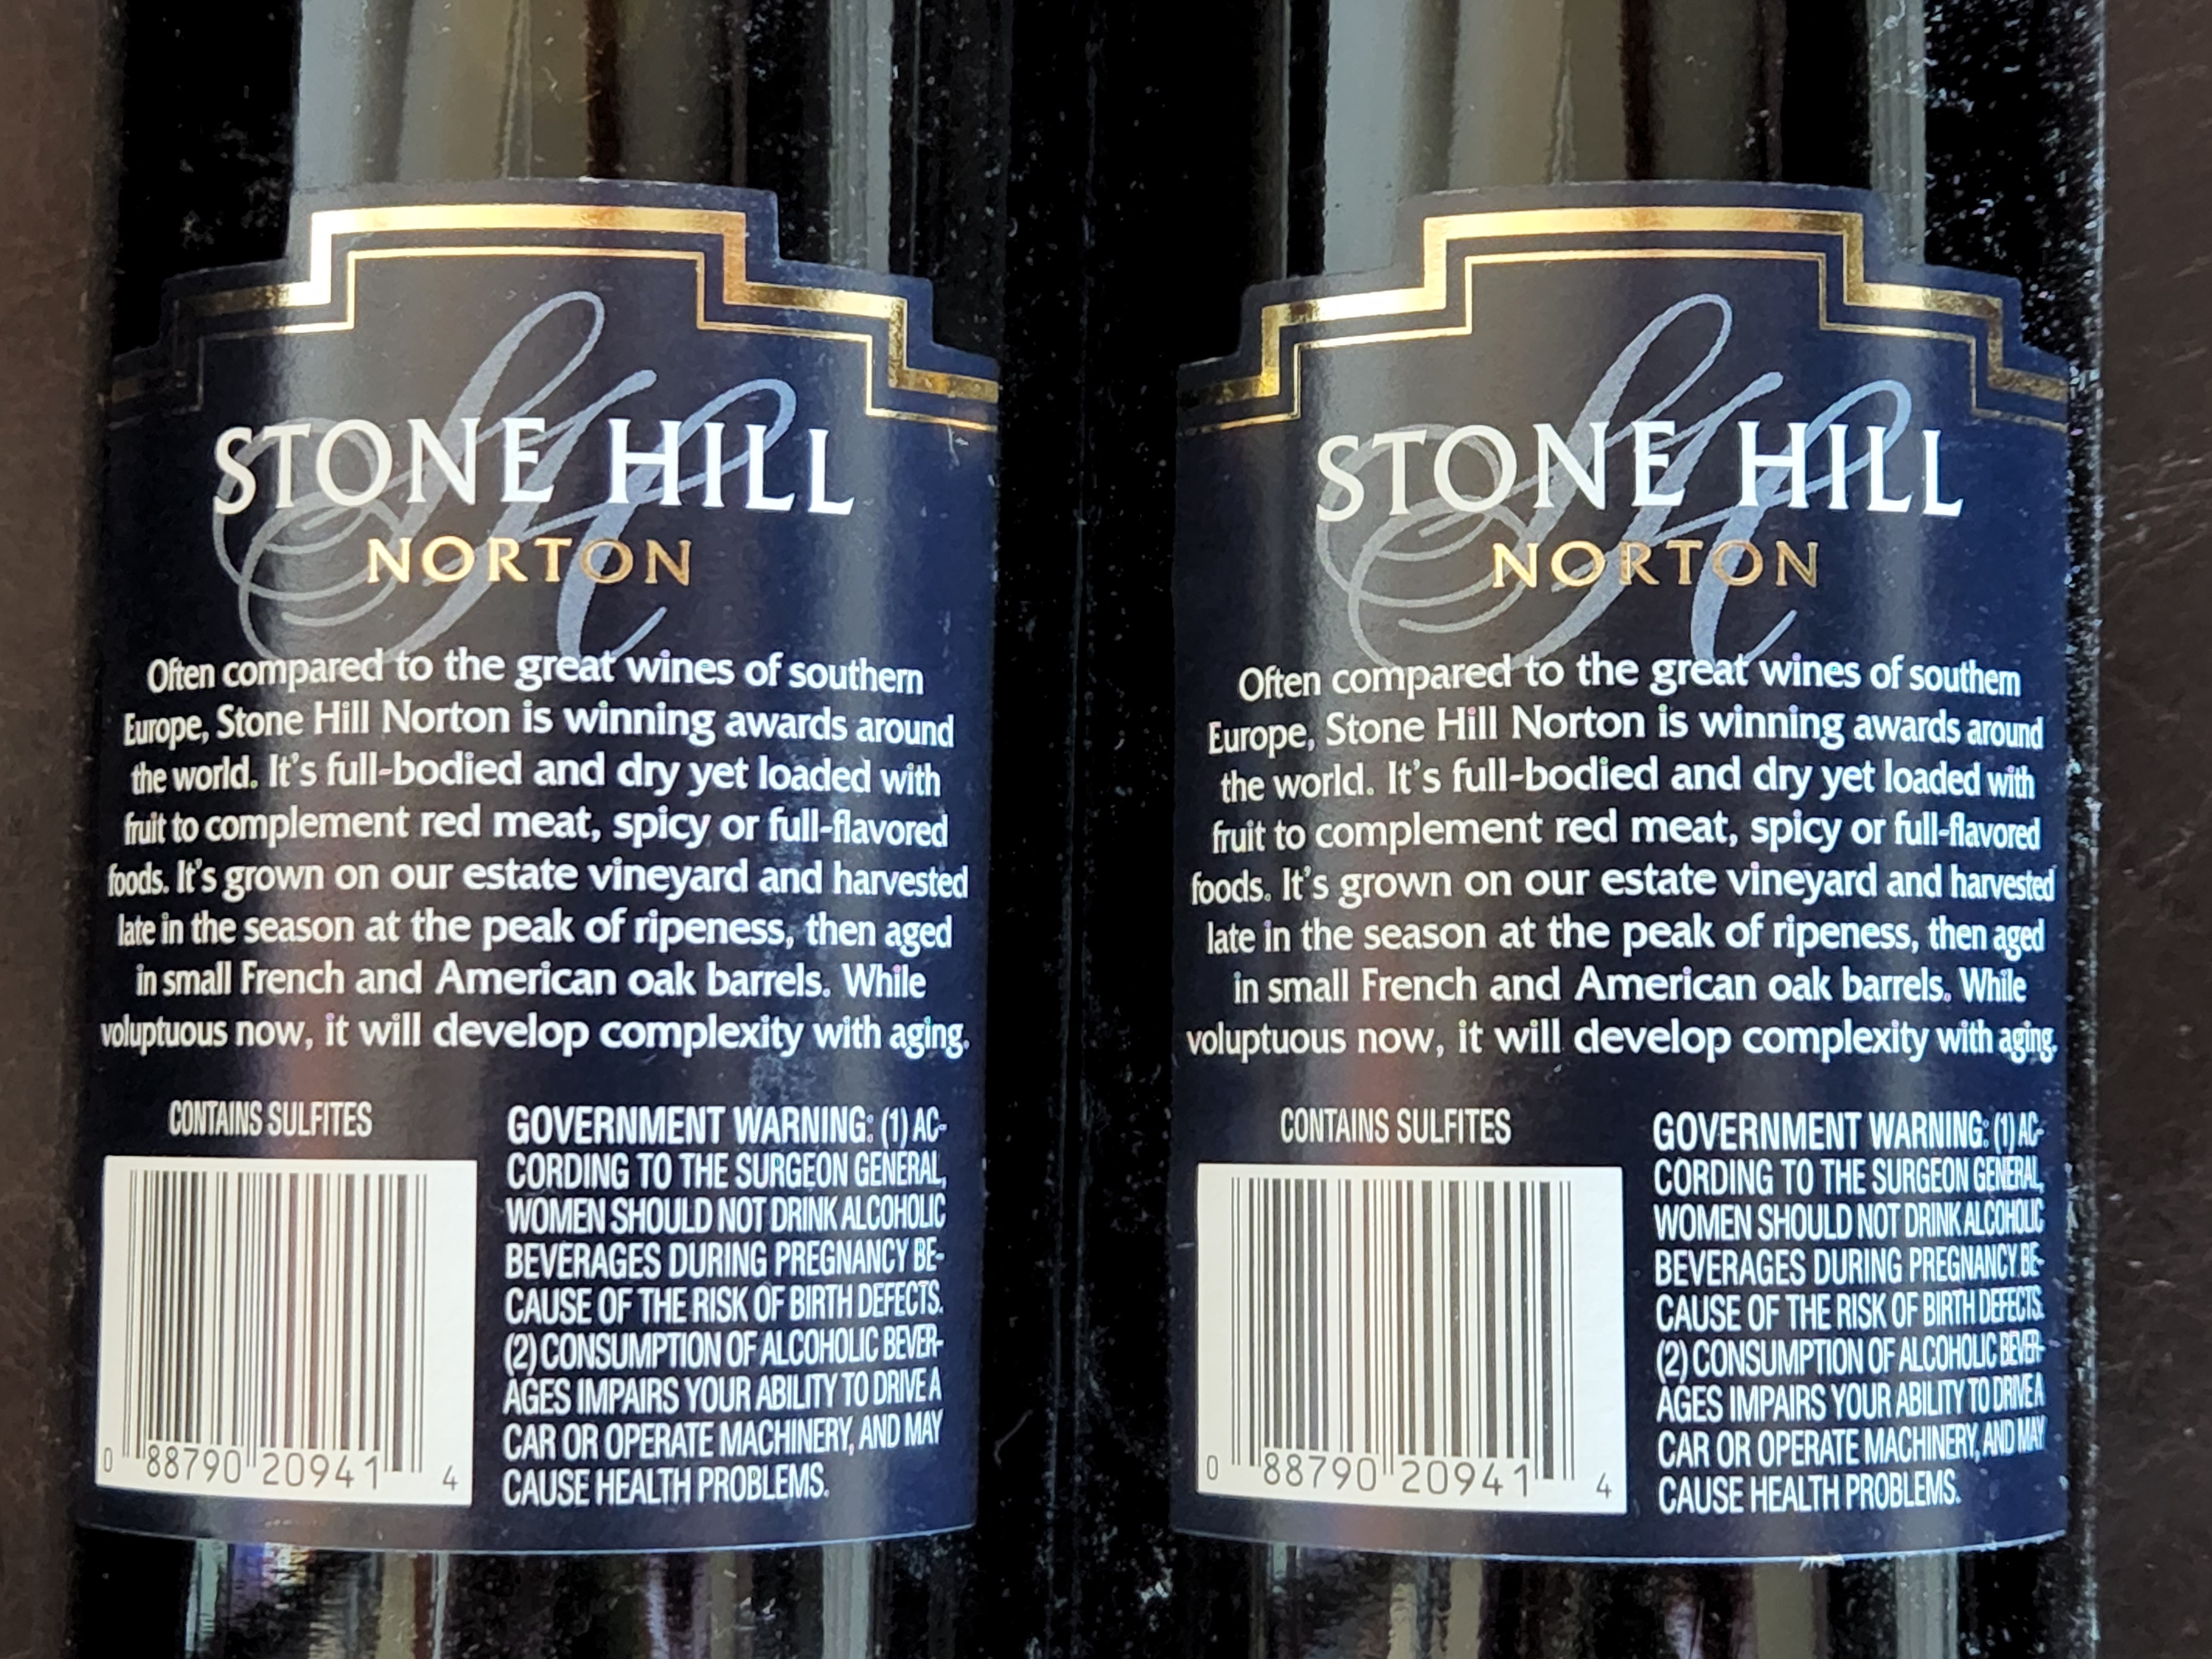 STONE HILL
NORTON
Often compared to the great wines of southern
Europe, Stone Hill Norton is winning awards around
the world. It's full-bodied and dry yet loaded with
fruit to complement red meat, spicy or full-flavored
foods. It's grown on our estate vineyard and harvested
late in the season at the peak of ripeness, then aged
in small French and American oak barrels. While
voluptuous now, it will develop complexity with aging.
CONTAINS SULFITES
GOVERNMENT WARNING: (1) AC-
CORDING TO THE SURGEON GENERAL,
WOMEN SHOULD NOT DRINK ALCOHOLIC
BEVERAGES DURING PREGNANCY BE-
CAUSE OF THE RISK OF BIRTH DEFECTS.
(2) CONSUMPTION OF ALCOHOLIC BEVER-
AGES IMPAIRS YOUR ABILITY TO DRIVE A
CAR OR OPERATE MACHINERY, AND MAY
CAUSE HEALTH PROBLEMS.
0 88790 20941 4
STONE HILL
NORTON
Often compared to the great wines of southern
Europe, Stone Hill Norton is winning awards around
the world. It's full-bodied and dry yet loaded with
fruit to complement red meat, spicy or full-flavored
foods. It's grown on our estate vineyard and harvested
late in the season at the peak of ripeness, then aged
in small French and American oak barrels. While
voluptuous now, it will develop complexity with aging.
CONTAINS SULFITES
GOVERNMENT WARNING: (1) AC-
CORDING TO THE SURGEON GENERAL,
WOMEN SHOULD NOT DRINK ALCOHOLIC
BEVERAGES DURING PREGNANCY BE-
CAUSE OF THE RISK OF BIRTH DEFECTS.
(2) CONSUMPTION OF ALCOHOLIC BEVER-
AGES IMPAIRS YOUR ABILITY TO DRIVE A
CAR OR OPERATE MACHINERY, AND MAY
CAUSE HEALTH PROBLEMS.
0 88790 20941 4